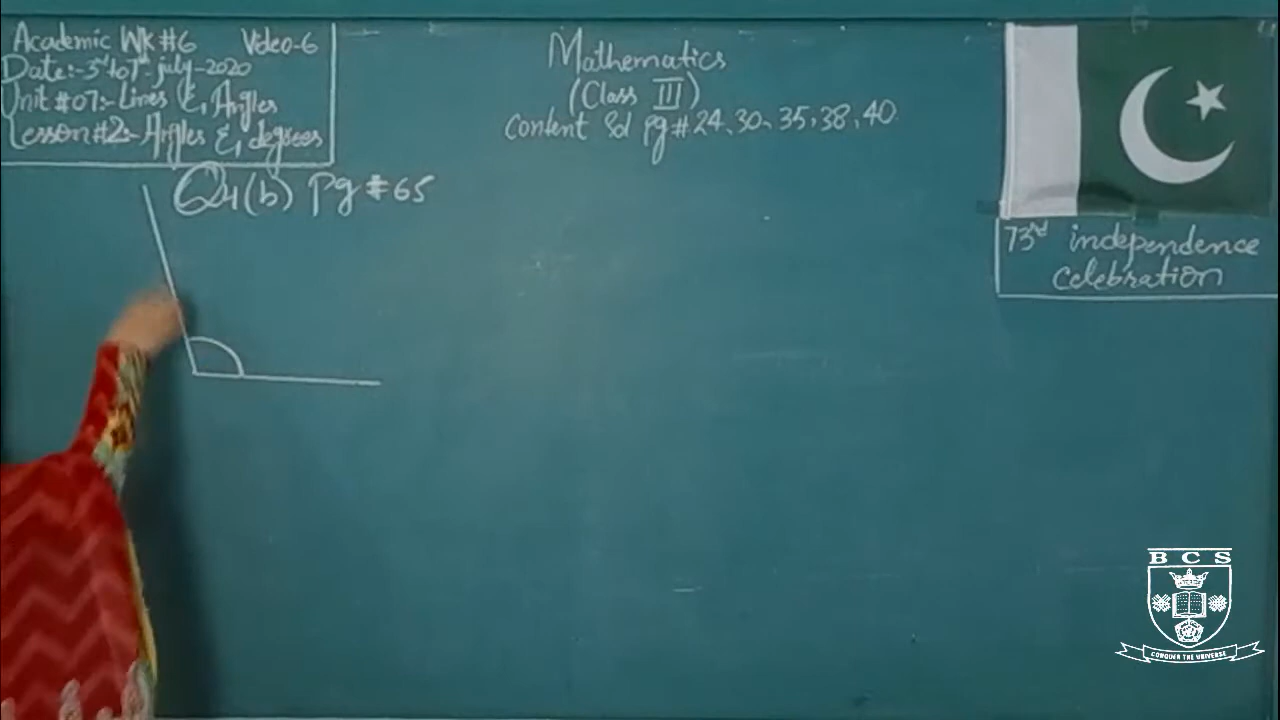 Academic WK #6 Video-6
Date:-3rd to 7th july-2020
Unit #07:- Lines & Angles
Lesson #2:- Angles & degrees
Mathematics
(Class III)
Content Sd pg# 24, 30, 35, 38, 40
Q4(b) Pg #65
73rd independence
celebration
BCS
CONQUER THE UNIVERSE